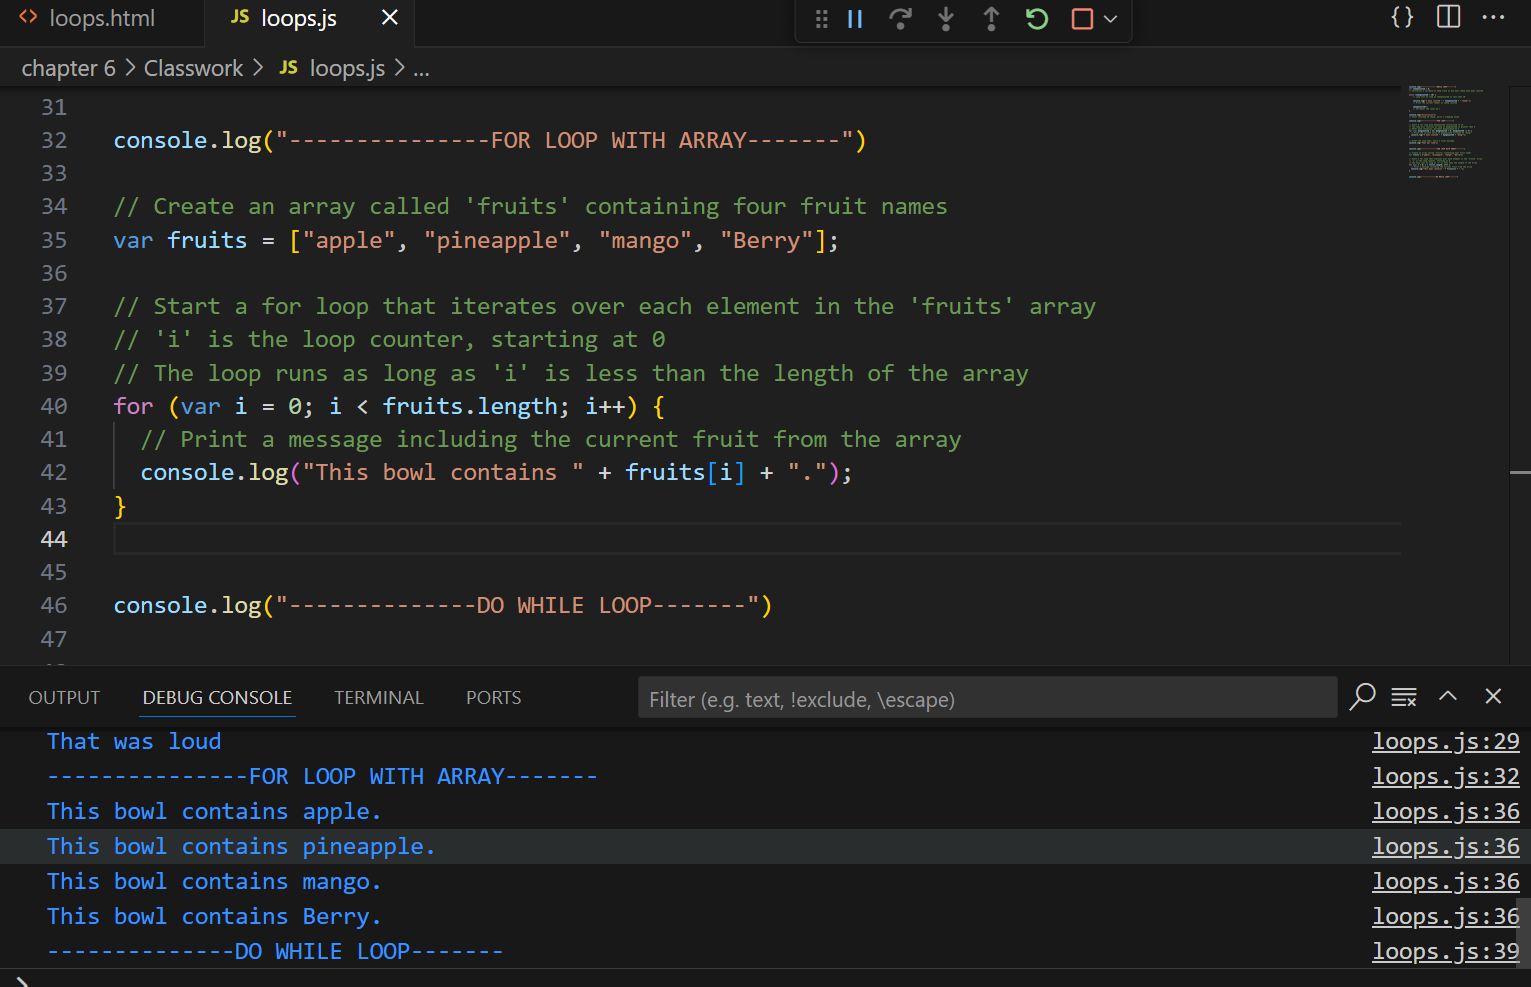 <> loops.html
JS loops.js ×
{} ...
chapter 6 > Classwork > JS loops.js > ...
31
32 console.log("---------------FOR LOOP WITH ARRAY-------")
33
34 // Create an array called 'fruits' containing four fruit names
35 var fruits = ["apple", "pineapple", "mango", "Berry"];
36
37 // Start a for loop that iterates over each element in the 'fruits' array
38 // 'i' is the loop counter, starting at 0
39 // The loop runs as long as 'i' is less than the length of the array
40 for (var i = 0; i < fruits.length; i++) {
41 // Print a message including the current fruit from the array
42 console.log("This bowl contains " + fruits[i] + ".");
43 }
44
45
46 console.log("--------------DO WHILE LOOP-------")
47
OUTPUT DEBUG CONSOLE TERMINAL PORTS Filter (e.g. text, !exclude, \escape)
That was loud loops.js:29
---------------FOR LOOP WITH ARRAY------- loops.js:32
This bowl contains apple. loops.js:36
This bowl contains pineapple. loops.js:36
This bowl contains mango. loops.js:36
This bowl contains Berry. loops.js:36
--------------DO WHILE LOOP------- loops.js:39